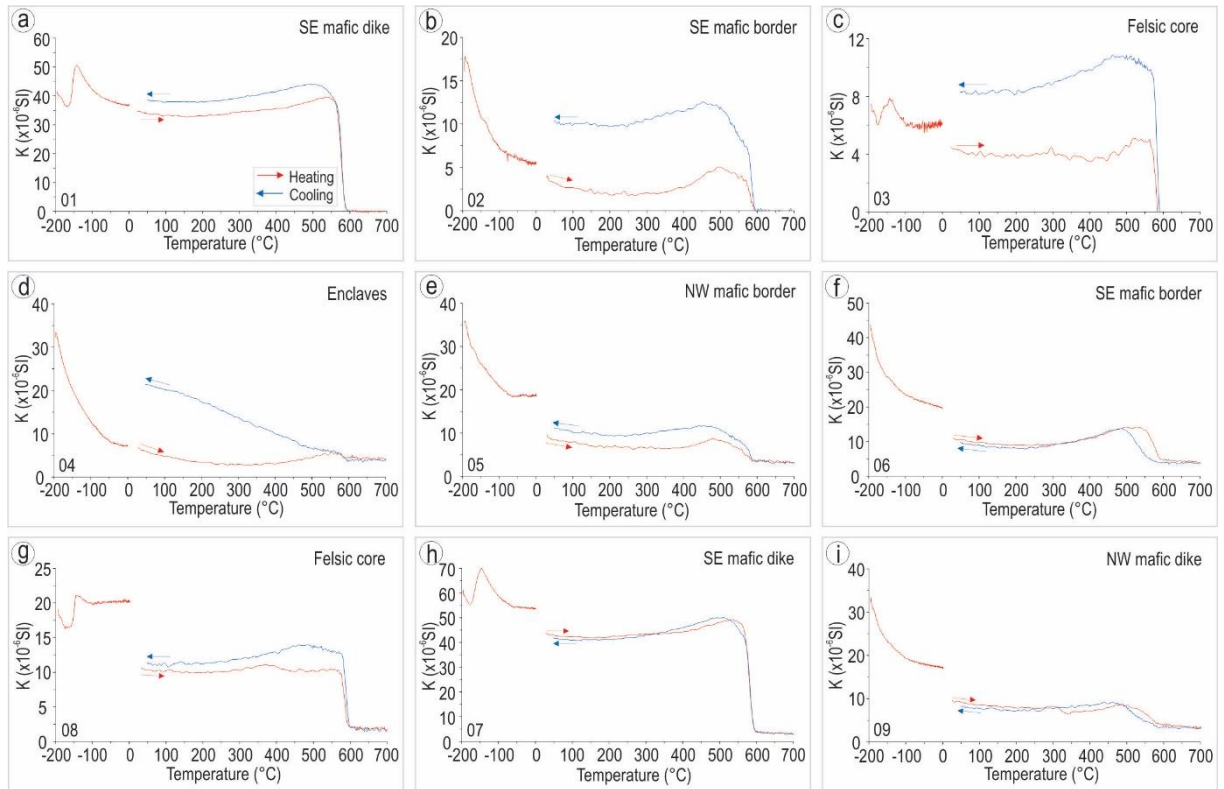 a
SE mafic dike
60
50
40
30
20
10
0
K (x10⁻⁶SI)
Heating
Cooling
01
-200 -100 0 100 200 300 400 500 600 700
Temperature (°C)
b
SE mafic border
20
15
10
5
0
K (x10⁻⁶SI)
02
-200 -100 0 100 200 300 400 500 600 700
Temperature (°C)
c
Felsic core
12
8
4
0
K (x10⁻⁶SI)
03
-200 -100 0 100 200 300 400 500 600 700
Temperature (°C)
d
Enclaves
40
30
20
10
0
K (x10⁻⁶SI)
04
-200 -100 0 100 200 300 400 500 600 700
Temperature (°C)
e
NW mafic border
40
30
20
10
0
K (x10⁻⁶SI)
05
-200 -100 0 100 200 300 400 500 600 700
Temperature (°C)
f
SE mafic border
50
40
30
20
10
0
K (x10⁻⁶SI)
06
-200 -100 0 100 200 300 400 500 600 700
Temperature (°C)
g
Felsic core
25
20
15
10
5
0
K (x10⁻⁶SI)
08
-200 -100 0 100 200 300 400 500 600 700
Temperature (°C)
h
SE mafic dike
70
60
50
40
30
20
10
0
K (x10⁻⁶SI)
07
-200 -100 0 100 200 300 400 500 600 700
Temperature (°C)
i
NW mafic dike
40
30
20
10
0
K (x10⁻⁶SI)
09
-200 -100 0 100 200 300 400 500 600 700
Temperature (°C)